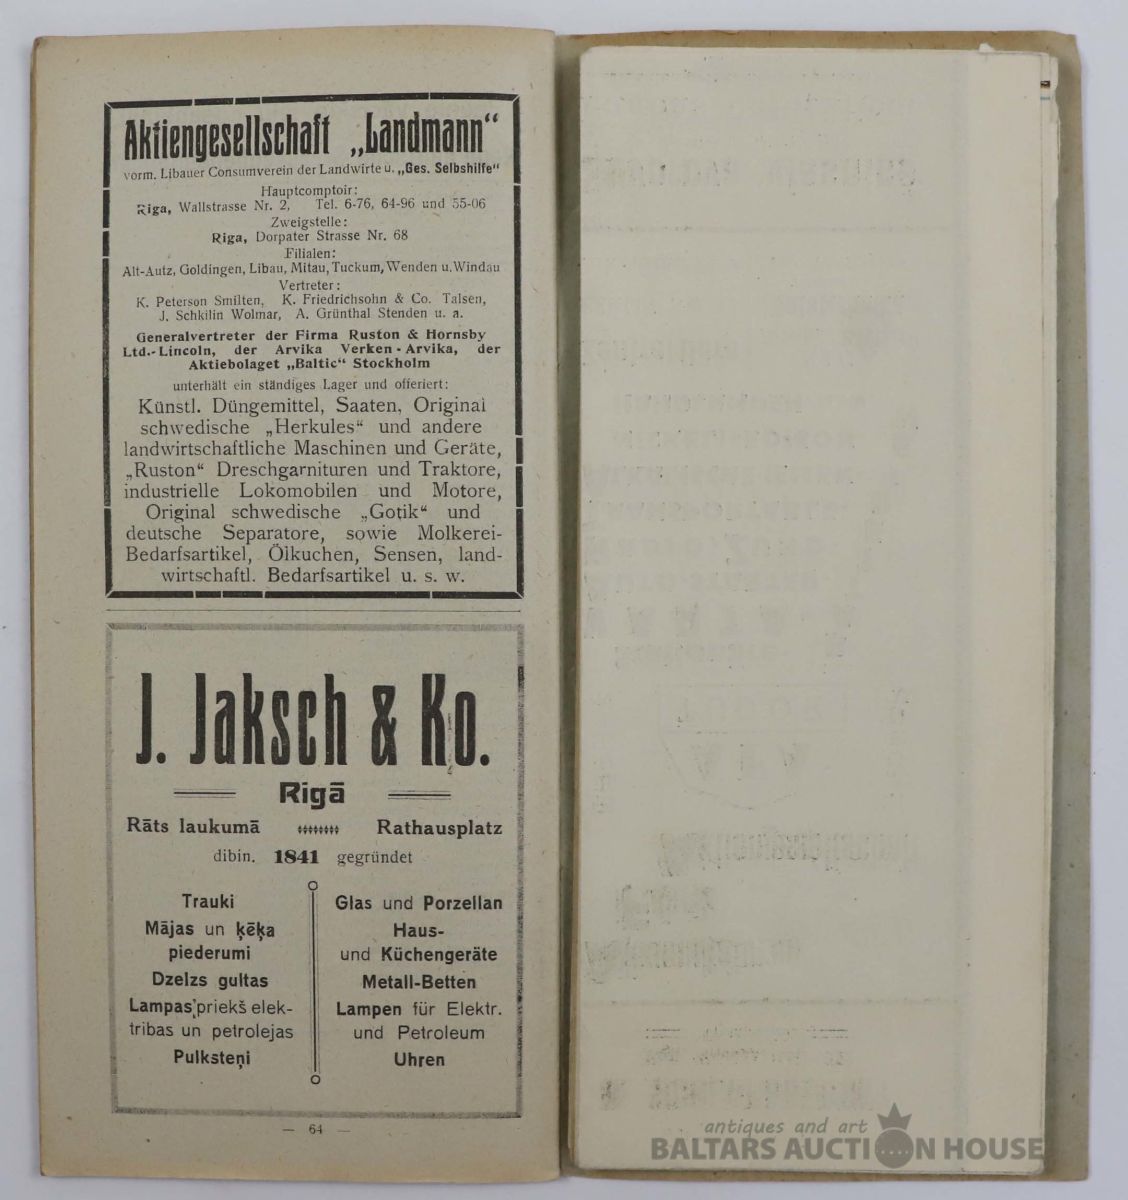 Aktiengesellschaft „Landmann“
vorm. Libauer Consumverein der Landwirte u. „Ges. Selbshilfe“
Hauptcomptoir:
Riga, Wallstrasse Nr. 2, Tel. 6-76, 64-96 und 55-06
Zweigstelle:
Riga, Dorpater Strasse Nr. 68
Filialen:
Alt-Autz, Goldingen, Libau, Mitau, Tuckum, Wenden u. Windau
Vertreter:
K. Peterson Smilten, K. Friedrichsohn & Co. Talsen,
J. Schkilin Wolmar, A. Grünthal Stenden u. a.
Generalvertreter der Firma Ruston & Hornsby
Ltd.-Lincoln, der Arvika Verken-Arvika, der
Aktiebolaget „Baltic“ Stockholm
unterhält ein ständiges Lager und offeriert:
Künstl. Düngemittel, Saaten, Original
schwedische „Herkules“ und andere
landwirtschaftliche Maschinen und Geräte,
„Ruston“ Dreschgarnituren und Traktore,
industrielle Lokomobilen und Motore,
Original schwedische „Gotik“ und
deutsche Separatore, sowie Molkerei-
Bedarfsartikel, Ölkuchen, Sensen, land-
wirtschaftl. Bedarfsartikel u. s. w.
J. Jaksch & Ko.
Rigā
Rāts laukumā Rathausplatz
dibin. 1841 gegründet
Trauki
Mājas un ķēķa
piederumi
Dzelzs gultas
Lampas priekš elek-
tribas un petrolejas
Pulksteņi
Glas und Porzellan
Haus-
und Küchengeräte
Metall-Betten
Lampen für Elektr.
und Petroleum
Uhren
— 64 —
antiques and art
BALTARS AUCTION HOUSE